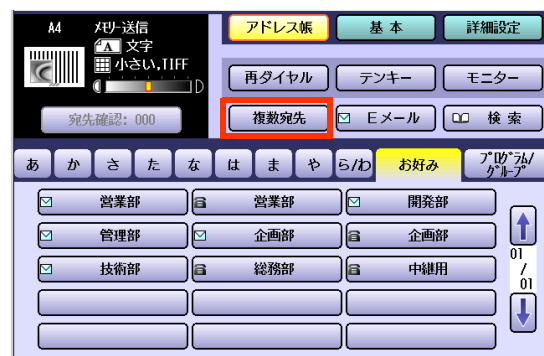 A4 メモリー送信 アドレス帳 基 本 詳細設定
A 文字
小さい,TIFF
D
再ダイヤル テンキー モニター
宛先確認: 000 複数宛先 Eメール 検 索
あ か さ た な は ま や ら/わ お好み プログラム/グループ
営業部 営業部 開発部
管理部 企画部 企画部
技術部 総務部 中継用
01
/
01